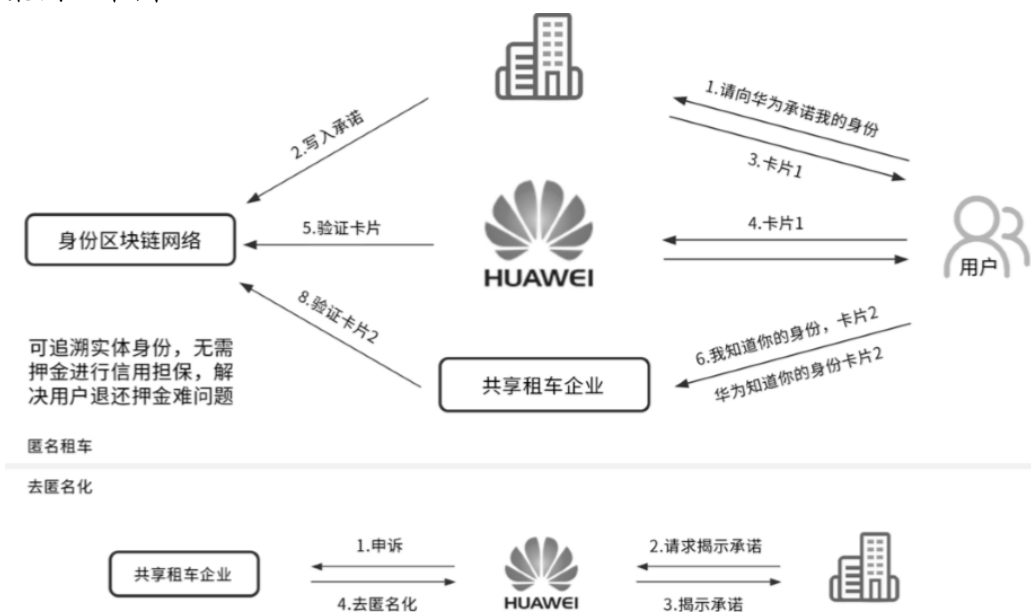 1.请向华为承诺我的身份
2.写入承诺
3.卡片1
身份区块链网络
5.验证卡片
HUAWEI
4.卡片1
用户
8.验证卡片2
6.我知道你的身份，卡片2
华为知道你的身份卡片2
共享租车企业
可追溯实体身份，无需
押金进行信用担保，解
决用户退还押金难问题
匿名租车
去匿名化
共享租车企业
1.申诉
4.去匿名化
HUAWEI
2.请求揭示承诺
3.揭示承诺